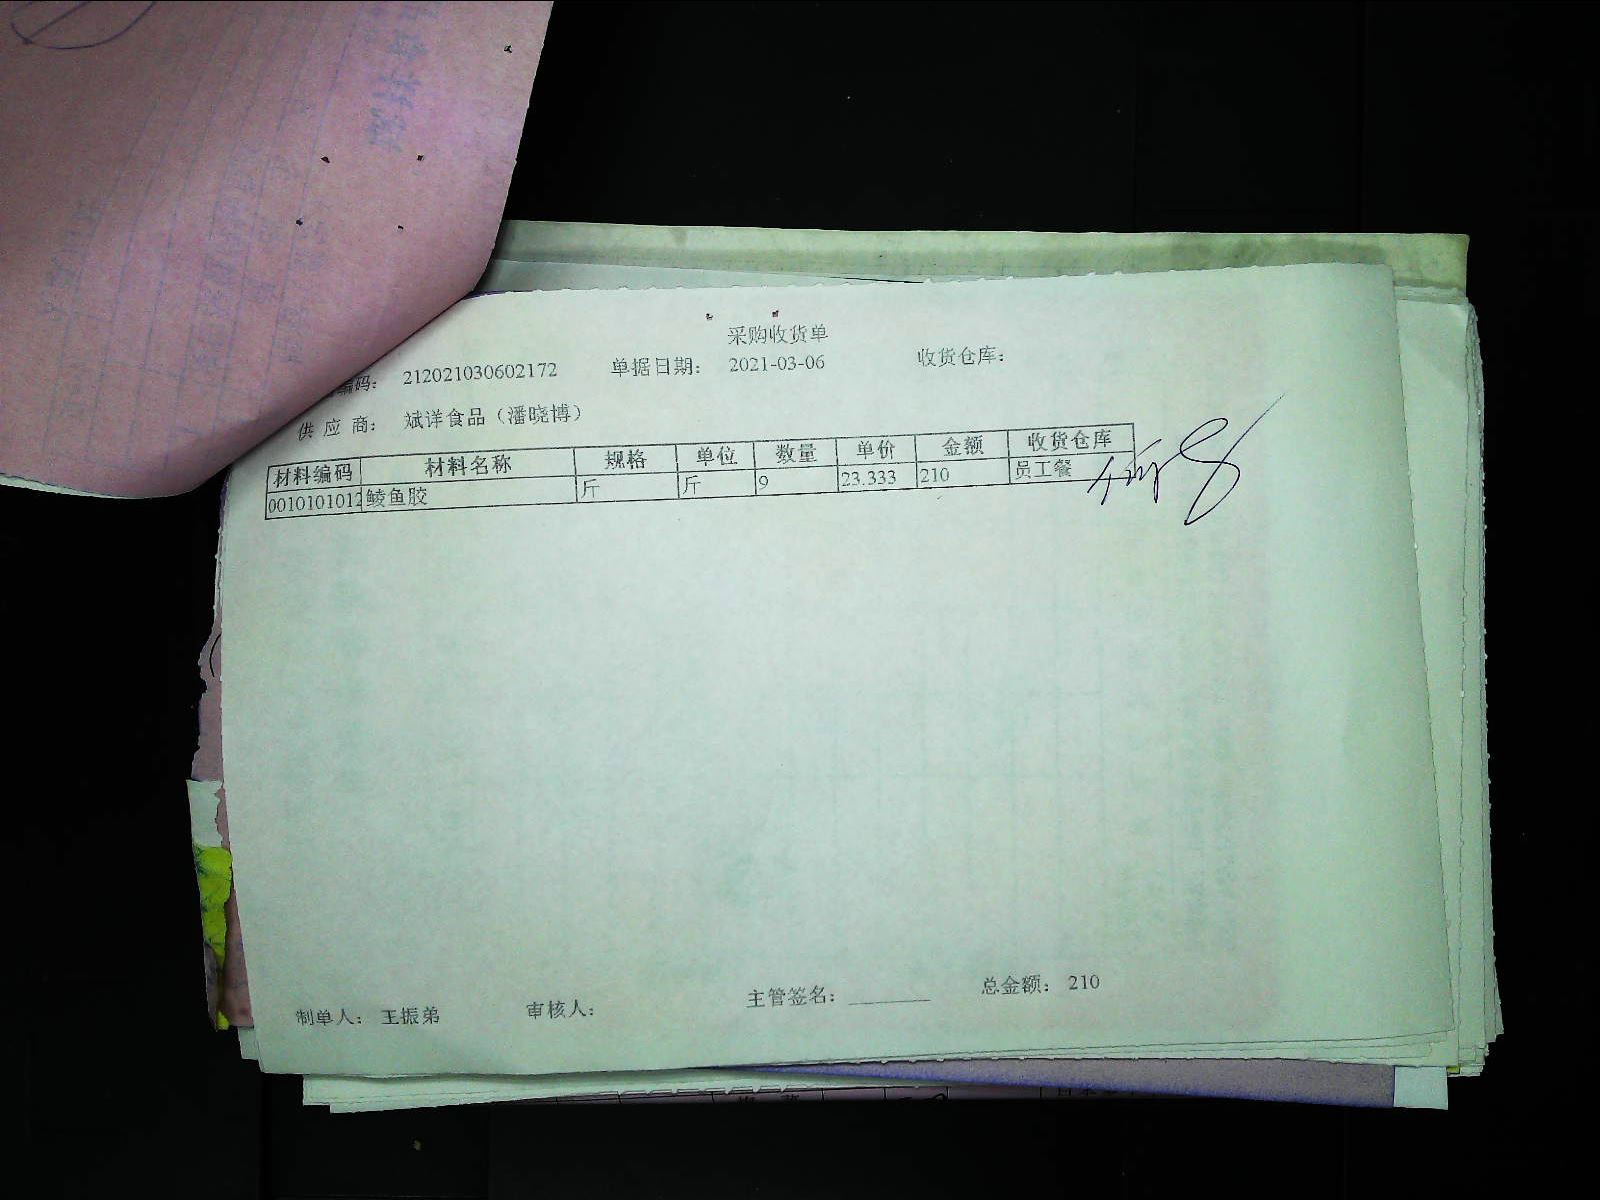 采购收货单
编码: 212021030602172 单据日期: 2021-03-06 收货仓库:
供应商: 斌洋食品（潘晓博）
材料编码 材料名称 规格 单位 数量 单价 金额 收货仓库
0010101012 鲮鱼胶 斤 斤 9 23.333 210 员工餐
制单人: 王振弟 审核人: 主管签名: ________ 总金额: 210